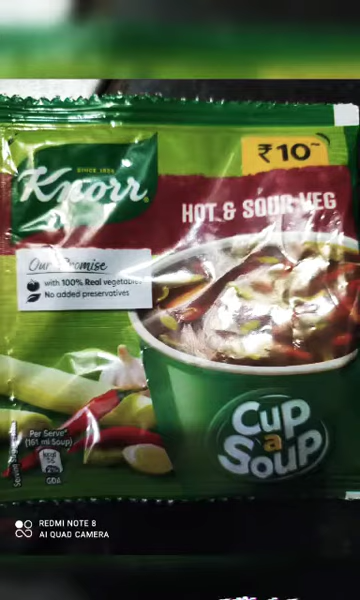 ₹10~
SINCE 1838
Knorr
HOT & SOUR VEG
Our Promise
with 100% Real vegetables
No added preservatives
Cup
a
Soup
Per Serve*
(161 ml Soup)
GDA
REDMI NOTE 8
AI QUAD CAMERA